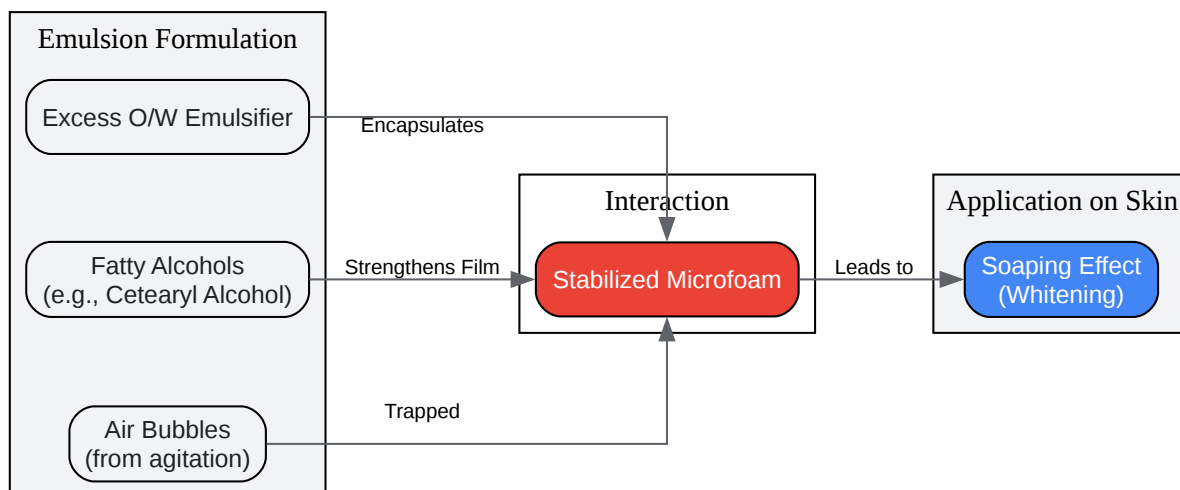 Emulsion Formulation
Excess O/W Emulsifier
Encapsulates
Interaction
Application on Skin
Fatty Alcohols
(e.g., Cetearyl Alcohol)
Strengthens Film
Stabilized Microfoam
Leads to
Soaping Effect
(Whitening)
Trapped
Air Bubbles
(from agitation)